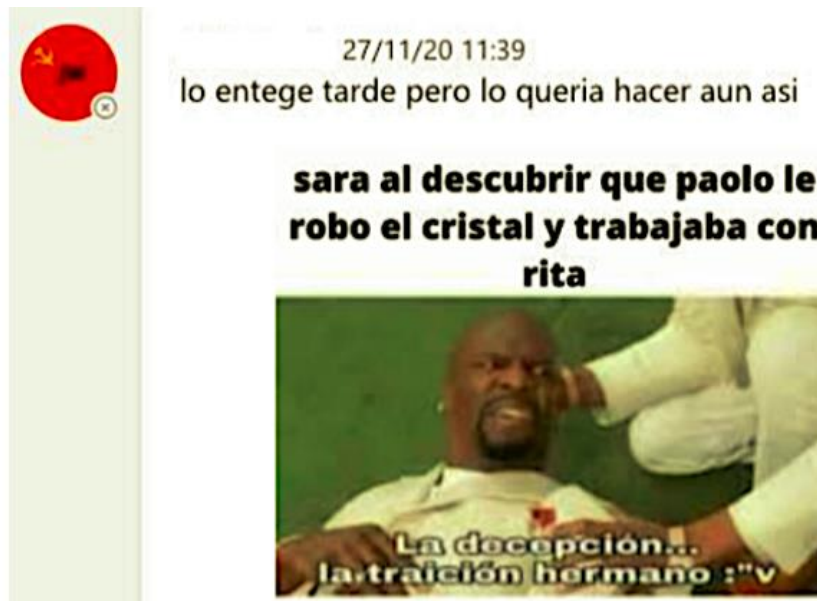 27/11/20 11:39
lo entege tarde pero lo queria hacer aun asi
sara al descubrir que paolo le
robo el cristal y trabajaba con
rita
La decepción...
la traición hermano :"v